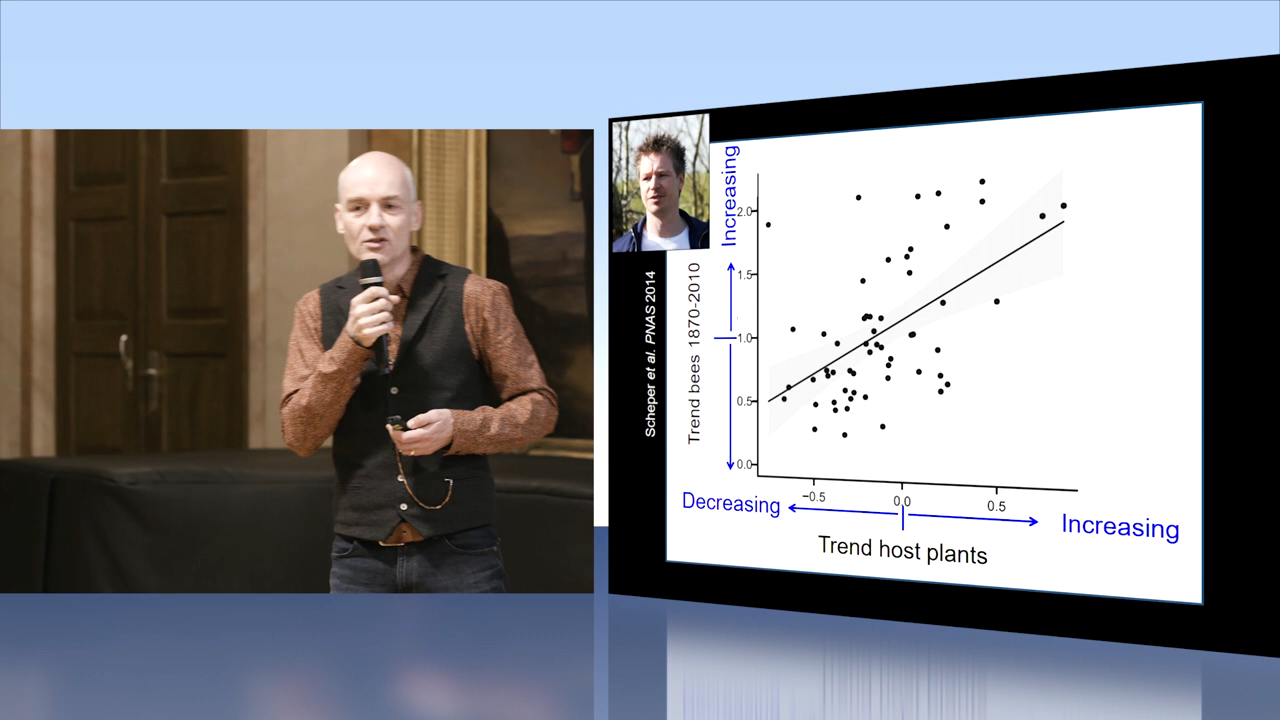 Increasing
Trend bees 1870-2010
Scheper et al. PNAS 2014
2.0
1.5
1.0
0.5
0.0
−0.5
0.0
0.5
Decreasing
Increasing
Trend host plants